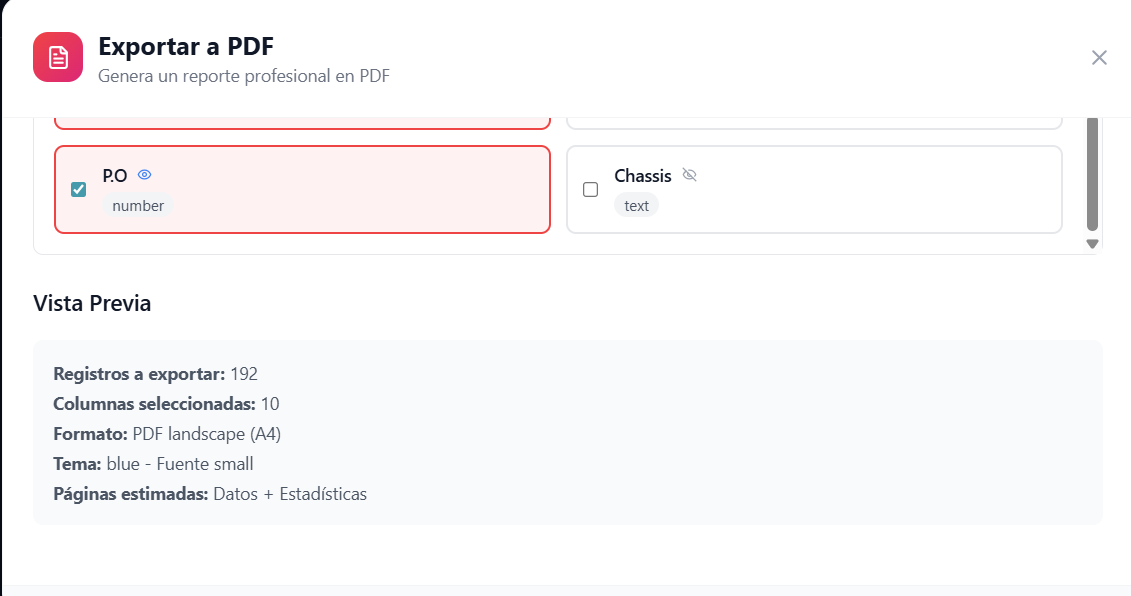 Exportar a PDF
Genera un reporte profesional en PDF
P.O
number
Chassis
text
Vista Previa
Registros a exportar: 192
Columnas seleccionadas: 10
Formato: PDF landscape (A4)
Tema: blue - Fuente small
Páginas estimadas: Datos + Estadísticas